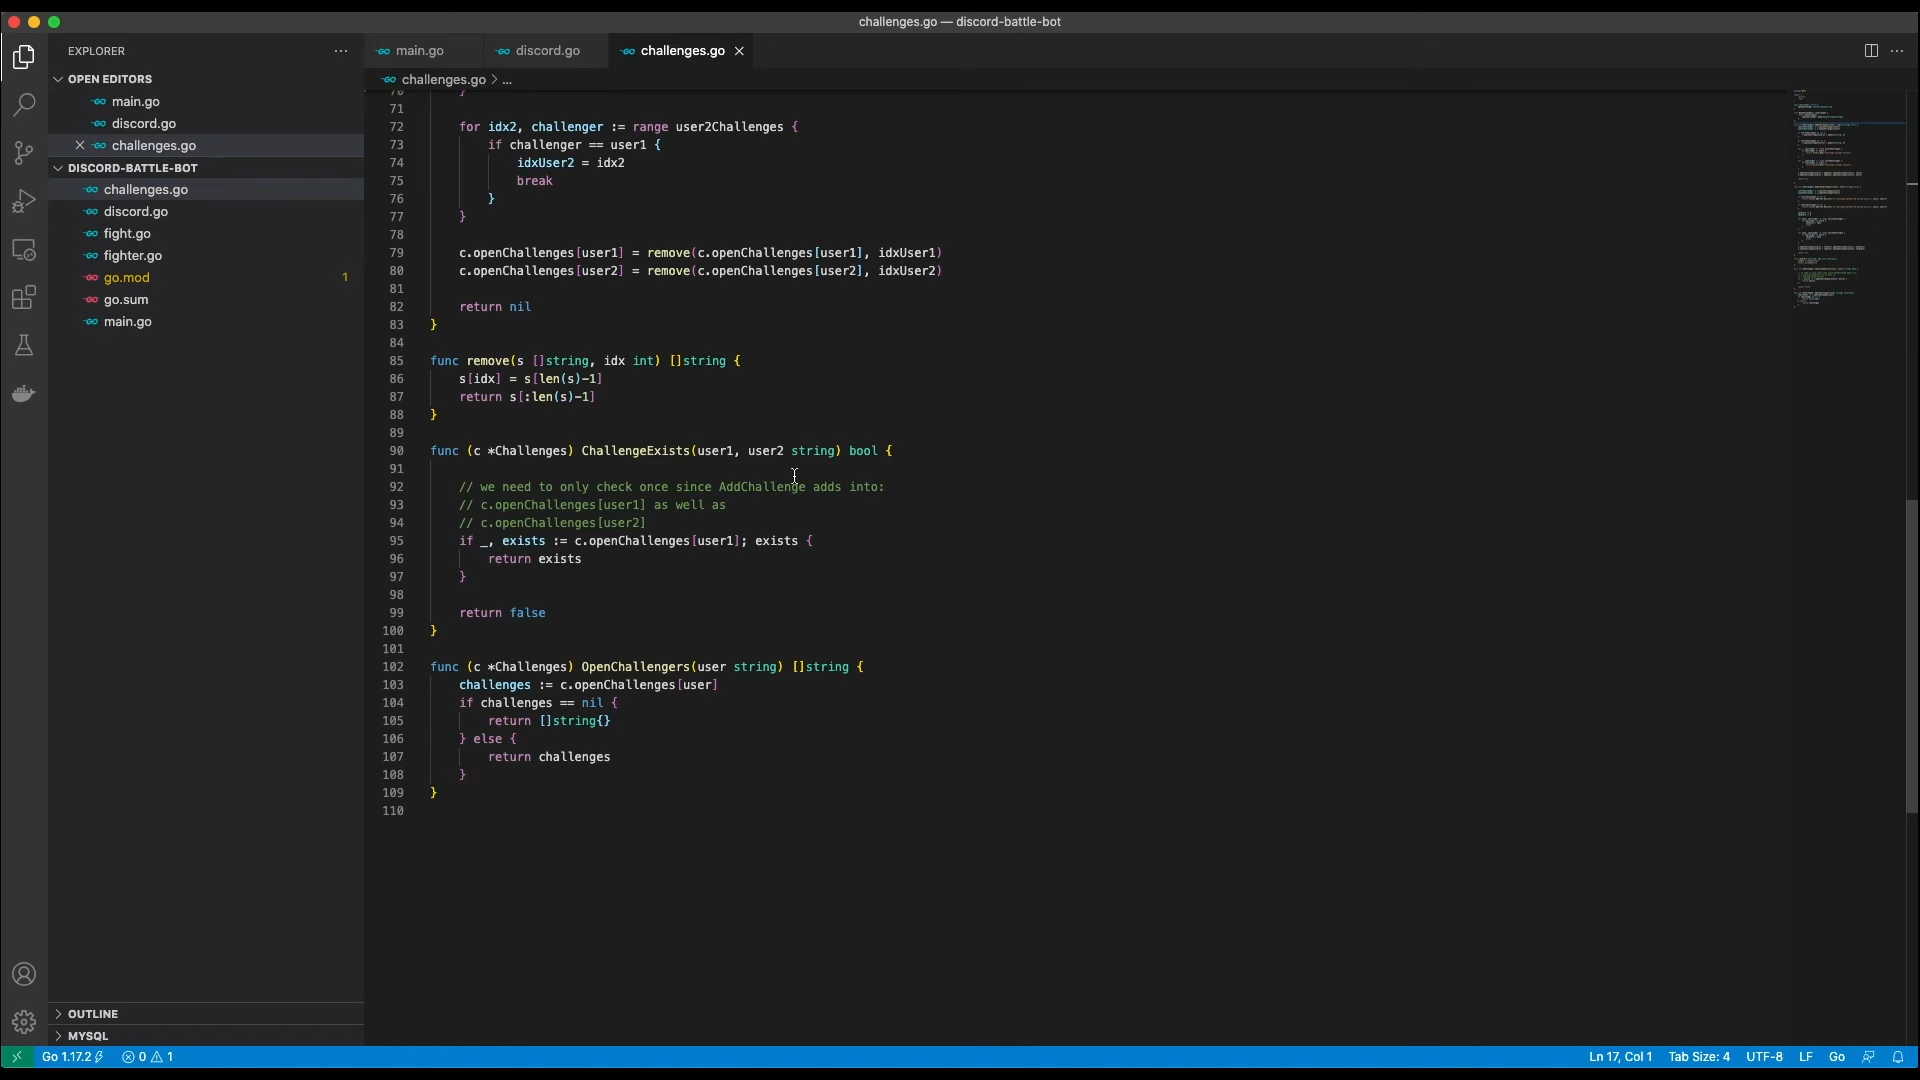 challenges.go — discord-battle-bot
EXPLORER
OPEN EDITORS
main.go
discord.go
challenges.go
DISCORD-BATTLE-BOT
challenges.go
discord.go
fight.go
fighter.go
go.mod 1
go.sum
main.go
OUTLINE
MYSQL
main.go
discord.go
challenges.go
challenges.go > ...
70 }
71
72 for idx2, challenger := range user2Challenges {
73 if challenger == user1 {
74 idxUser2 = idx2
75 break
76 }
77 }
78
79 c.openChallenges[user1] = remove(c.openChallenges[user1], idxUser1)
80 c.openChallenges[user2] = remove(c.openChallenges[user2], idxUser2)
81
82 return nil
83 }
84
85 func remove(s []string, idx int) []string {
86 s[idx] = s[len(s)-1]
87 return s[:len(s)-1]
88 }
89
90 func (c *Challenges) ChallengeExists(user1, user2 string) bool {
91
92 // we need to only check once since AddChallenge adds into:
93 // c.openChallenges[user1] as well as
94 // c.openChallenges[user2]
95 if _, exists := c.openChallenges[user1]; exists {
96 return exists
97 }
98
99 return false
100 }
101
102 func (c *Challenges) OpenChallengers(user string) []string {
103 challenges := c.openChallenges[user]
104 if challenges == nil {
105 return []string{}
106 } else {
107 return challenges
108 }
109 }
110
Go 1.17.2 0 1 Ln 17, Col 1 Tab Size: 4 UTF-8 LF Go